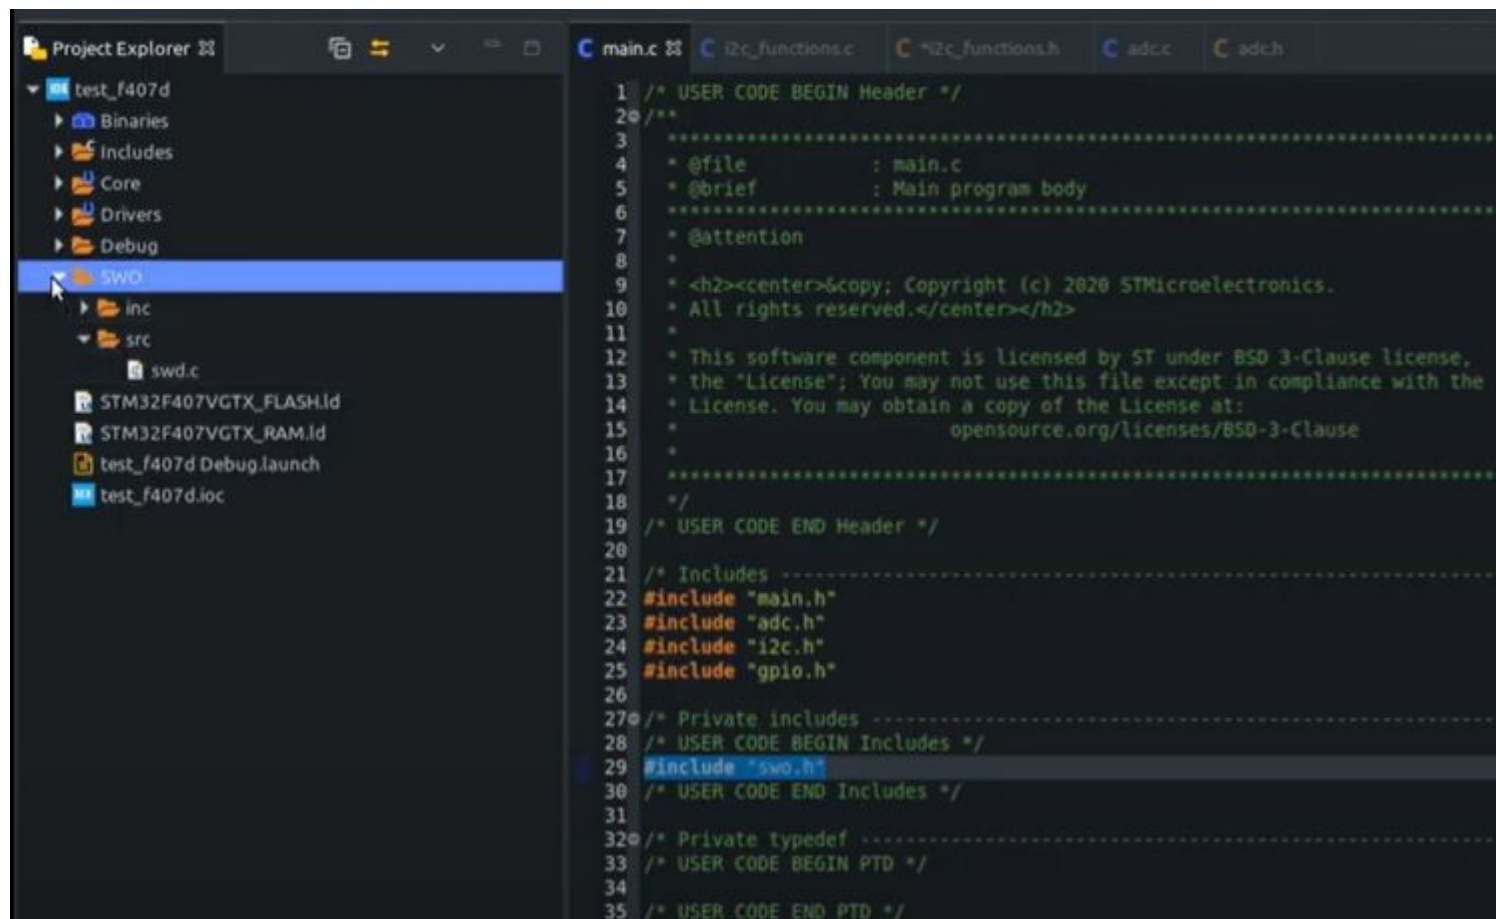 Project Explorer
test_f407d
Binaries
Includes
Core
Drivers
Debug
SWO
inc
src
swd.c
STM32F407VGTX_FLASH.ld
STM32F407VGTX_RAM.ld
test_f407d Debug.launch
test_f407d.ioc
main.c i2c_functions.c *i2c_functions.h adc.c adc.h
1 /* USER CODE BEGIN Header */
2 /**
3 ******************************************************************************
4 * @file : main.c
5 * @brief : Main program body
6 ******************************************************************************
7 * @attention
8 *
9 * <h2><center>&copy; Copyright (c) 2020 STMicroelectronics.
10 * All rights reserved.</center></h2>
11 *
12 * This software component is licensed by ST under BSD 3-Clause license,
13 * the "License"; You may not use this file except in compliance with the
14 * License. You may obtain a copy of the License at:
15 * opensource.org/licenses/BSD-3-Clause
16 *
17 ******************************************************************************
18 */
19 /* USER CODE END Header */
20
21 /* Includes ------------------------------------------------------------------
22 #include "main.h"
23 #include "adc.h"
24 #include "i2c.h"
25 #include "gpio.h"
26
27 /* Private includes ----------------------------------------------------------
28 /* USER CODE BEGIN Includes */
29 #include "swo.h"
30 /* USER CODE END Includes */
31
32 /* Private typedef -----------------------------------------------------------
33 /* USER CODE BEGIN PTD */
34
35 /* USER CODE END PTD */